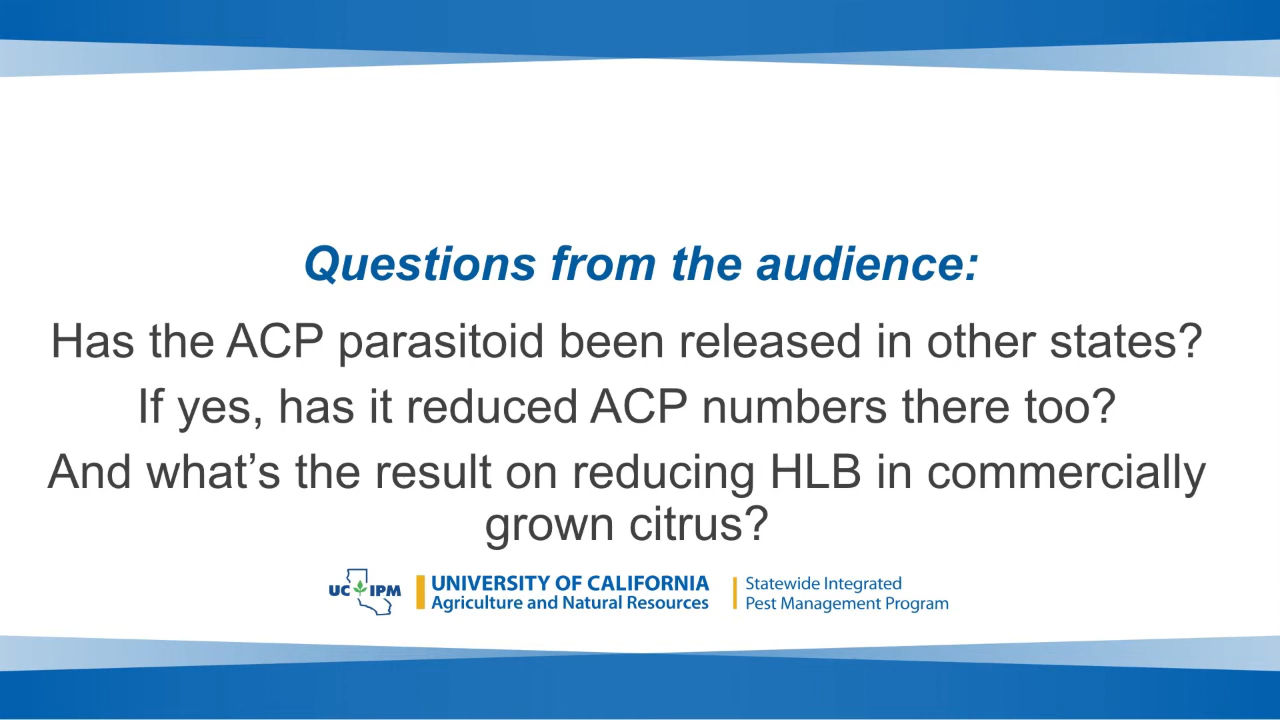 Questions from the audience:
Has the ACP parasitoid been released in other states?
If yes, has it reduced ACP numbers there too?
And what’s the result on reducing HLB in commercially
grown citrus?
UC IPM
UNIVERSITY OF CALIFORNIA
Agriculture and Natural Resources
Statewide Integrated
Pest Management Program